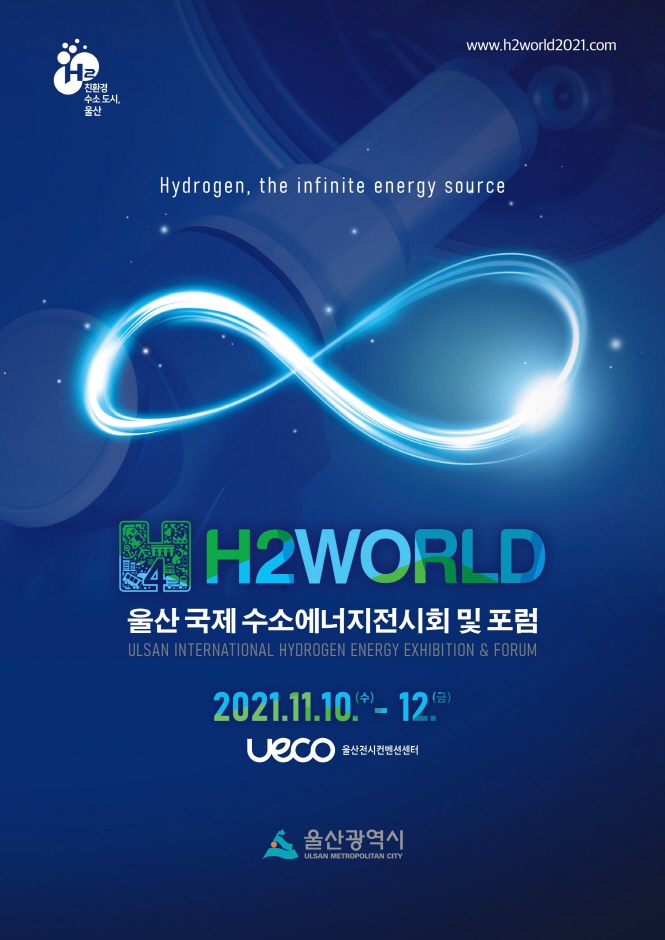 www.h2world2021.com
H2
친환경
수소 도시,
울산
Hydrogen, the infinite energy source
H2WORLD
울산 국제 수소에너지전시회 및 포럼
ULSAN INTERNATIONAL HYDROGEN ENERGY EXHIBITION & FORUM
2021.11.10.(수)- 12.(금)
ueco 울산전시컨벤션센터
울산광역시
ULSAN METROPOLITAN CITY